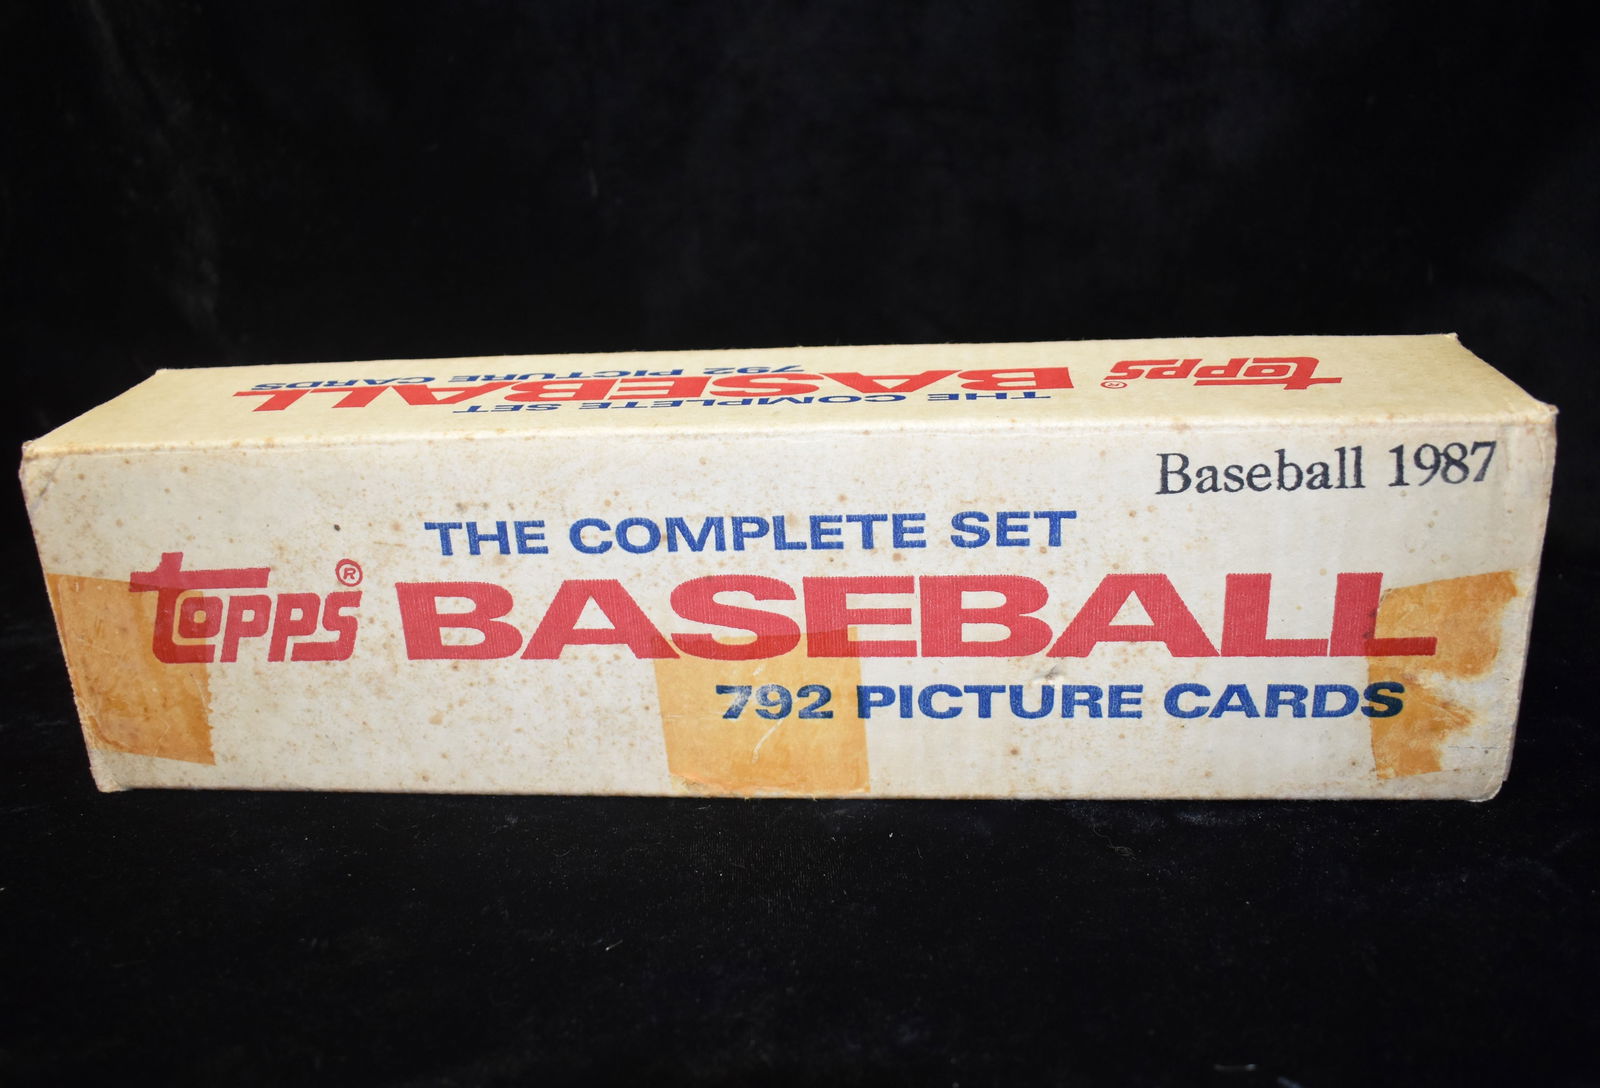 THE COMPLETE SET
Topps® BASEBALL
792 PICTURE CARDS
Baseball 1987
THE COMPLETE SET
Topps® BASEBALL
792 PICTURE CARDS